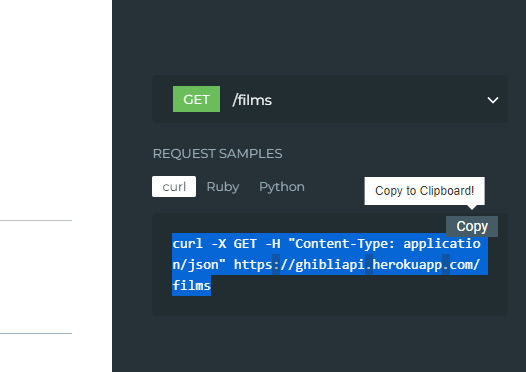 GET /films
REQUEST SAMPLES
curl Ruby Python
Copy to Clipboard!
Copy
curl -X GET -H "Content-Type: applicatio
n/json" https://ghibliapi.herokuapp.com/
films